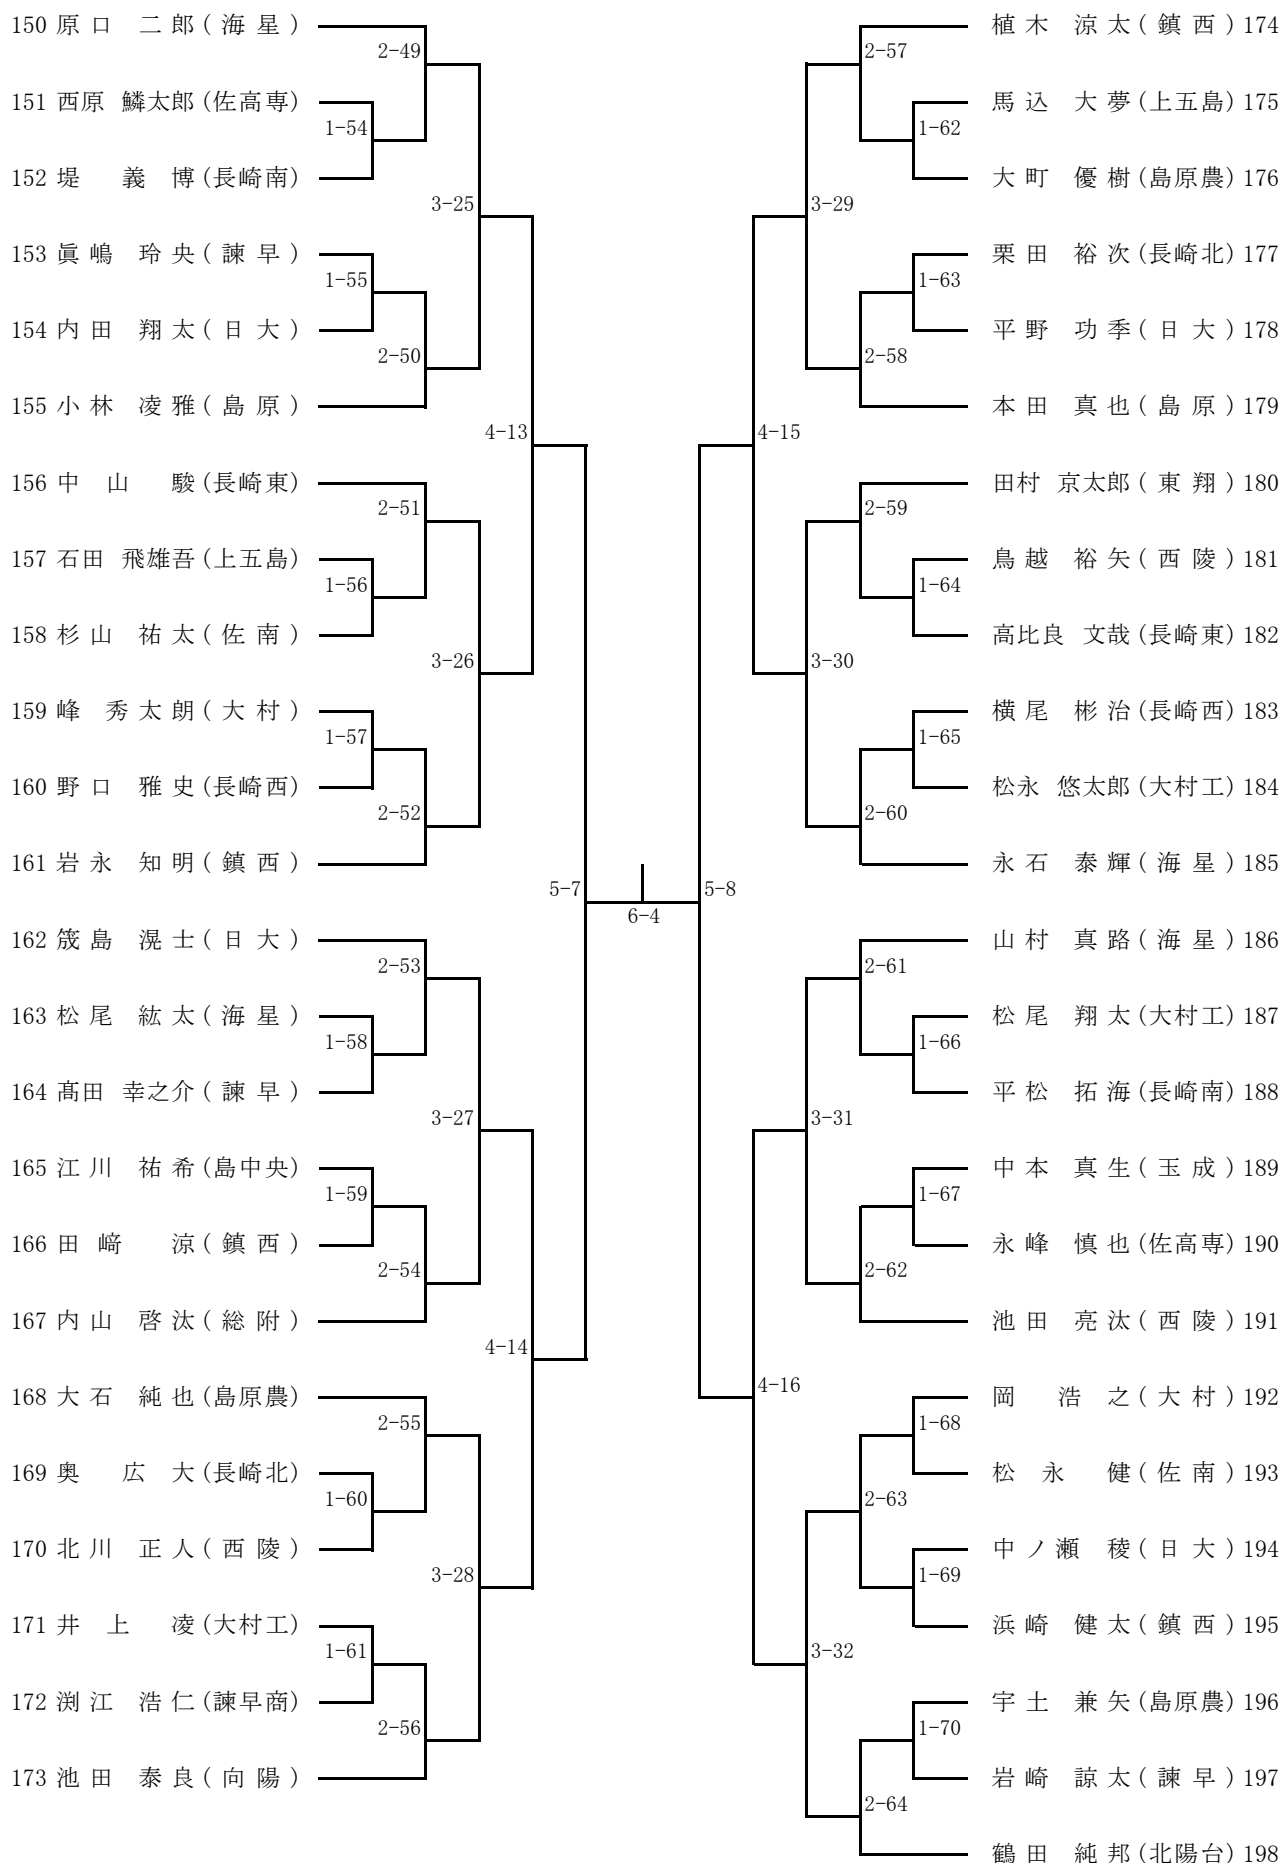 150 原口 二郎 (海星)
2-49
151 西原 鱗太郎 (佐高専)
1-54
152 堤 義博 (長崎南)
3-25
153 眞嶋 玲央 (諫早)
1-55
154 内田 翔太 (日大)
2-50
155 小林 凌雅 (島原)
4-13
156 中山 駿 (長崎東)
2-51
157 石田 飛雄吾 (上五島)
1-56
158 杉山 祐太 (佐南)
3-26
159 峰 秀太朗 (大村)
1-57
160 野口 雅史 (長崎西)
2-52
161 岩永 知明 (鎮西)
5-7
162 筬島 滉士 (日大)
2-53
163 松尾 紘太 (海星)
1-58
164 髙田 幸之介 (諫早)
3-27
165 江川 祐希 (島中央)
1-59
166 田﨑 涼 (鎮西)
2-54
167 内山 啓汰 (総附)
4-14
168 大石 純也 (島原農)
2-55
169 奥 広大 (長崎北)
1-60
170 北川 正人 (西陵)
3-28
171 井上 凌 (大村工)
1-61
172 渕江 浩仁 (諫早商)
2-56
173 池田 泰良 (向陽)
6-4
植木 涼太 (鎮西) 174
2-57
馬込 大夢 (上五島) 175
1-62
大町 優樹 (島原農) 176
3-29
栗田 裕次 (長崎北) 177
1-63
平野 功季 (日大) 178
2-58
本田 真也 (島原) 179
4-15
田村 京太郎 (東翔) 180
2-59
鳥越 裕矢 (西陵) 181
1-64
高比良 文哉 (長崎東) 182
3-30
横尾 彬治 (長崎西) 183
1-65
松永 悠太郎 (大村工) 184
2-60
永石 泰輝 (海星) 185
5-8
山村 真路 (海星) 186
2-61
松尾 翔太 (大村工) 187
1-66
平松 拓海 (長崎南) 188
3-31
中本 真生 (玉成) 189
1-67
永峰 慎也 (佐高専) 190
2-62
池田 亮汰 (西陵) 191
4-16
岡 浩之 (大村) 192
1-68
松永 健 (佐南) 193
2-63
中ノ瀬 稜 (日大) 194
1-69
浜崎 健太 (鎮西) 195
3-32
宇土 兼矢 (島原農) 196
1-70
岩崎 諒太 (諫早) 197
2-64
鶴田 純邦 (北陽台) 198